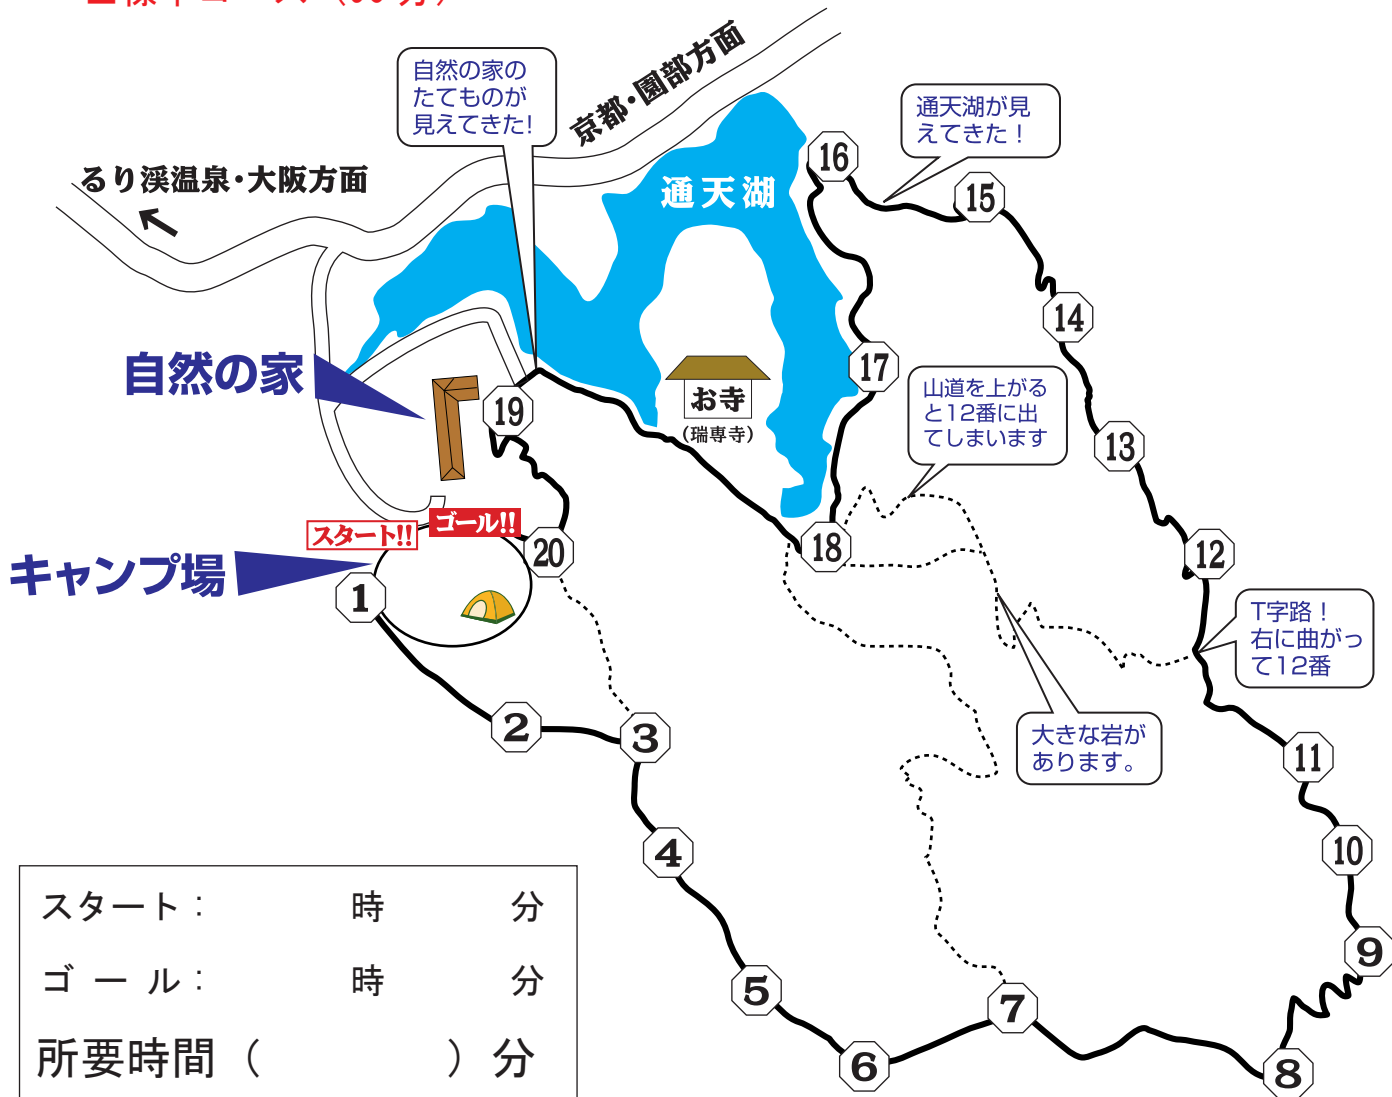 自然の家の
たてものが
見えてきた!
京都・園部方面
通天湖が見
えてきた！
るり渓温泉・大阪方面
通天湖
16
15
14
自然の家
17
お寺
(瑞専寺)
山道を上がる
と12番に出
てしまいます
19
13
スタート!!
ゴール!!
20
18
12
キャンプ場
1
T字路！
右に曲がっ
て12番
2
3
大きな岩が
あります。
11
4
10
スタート： 時 分
9
ゴール： 時 分
5
7
所要時間（ ）分
6
8